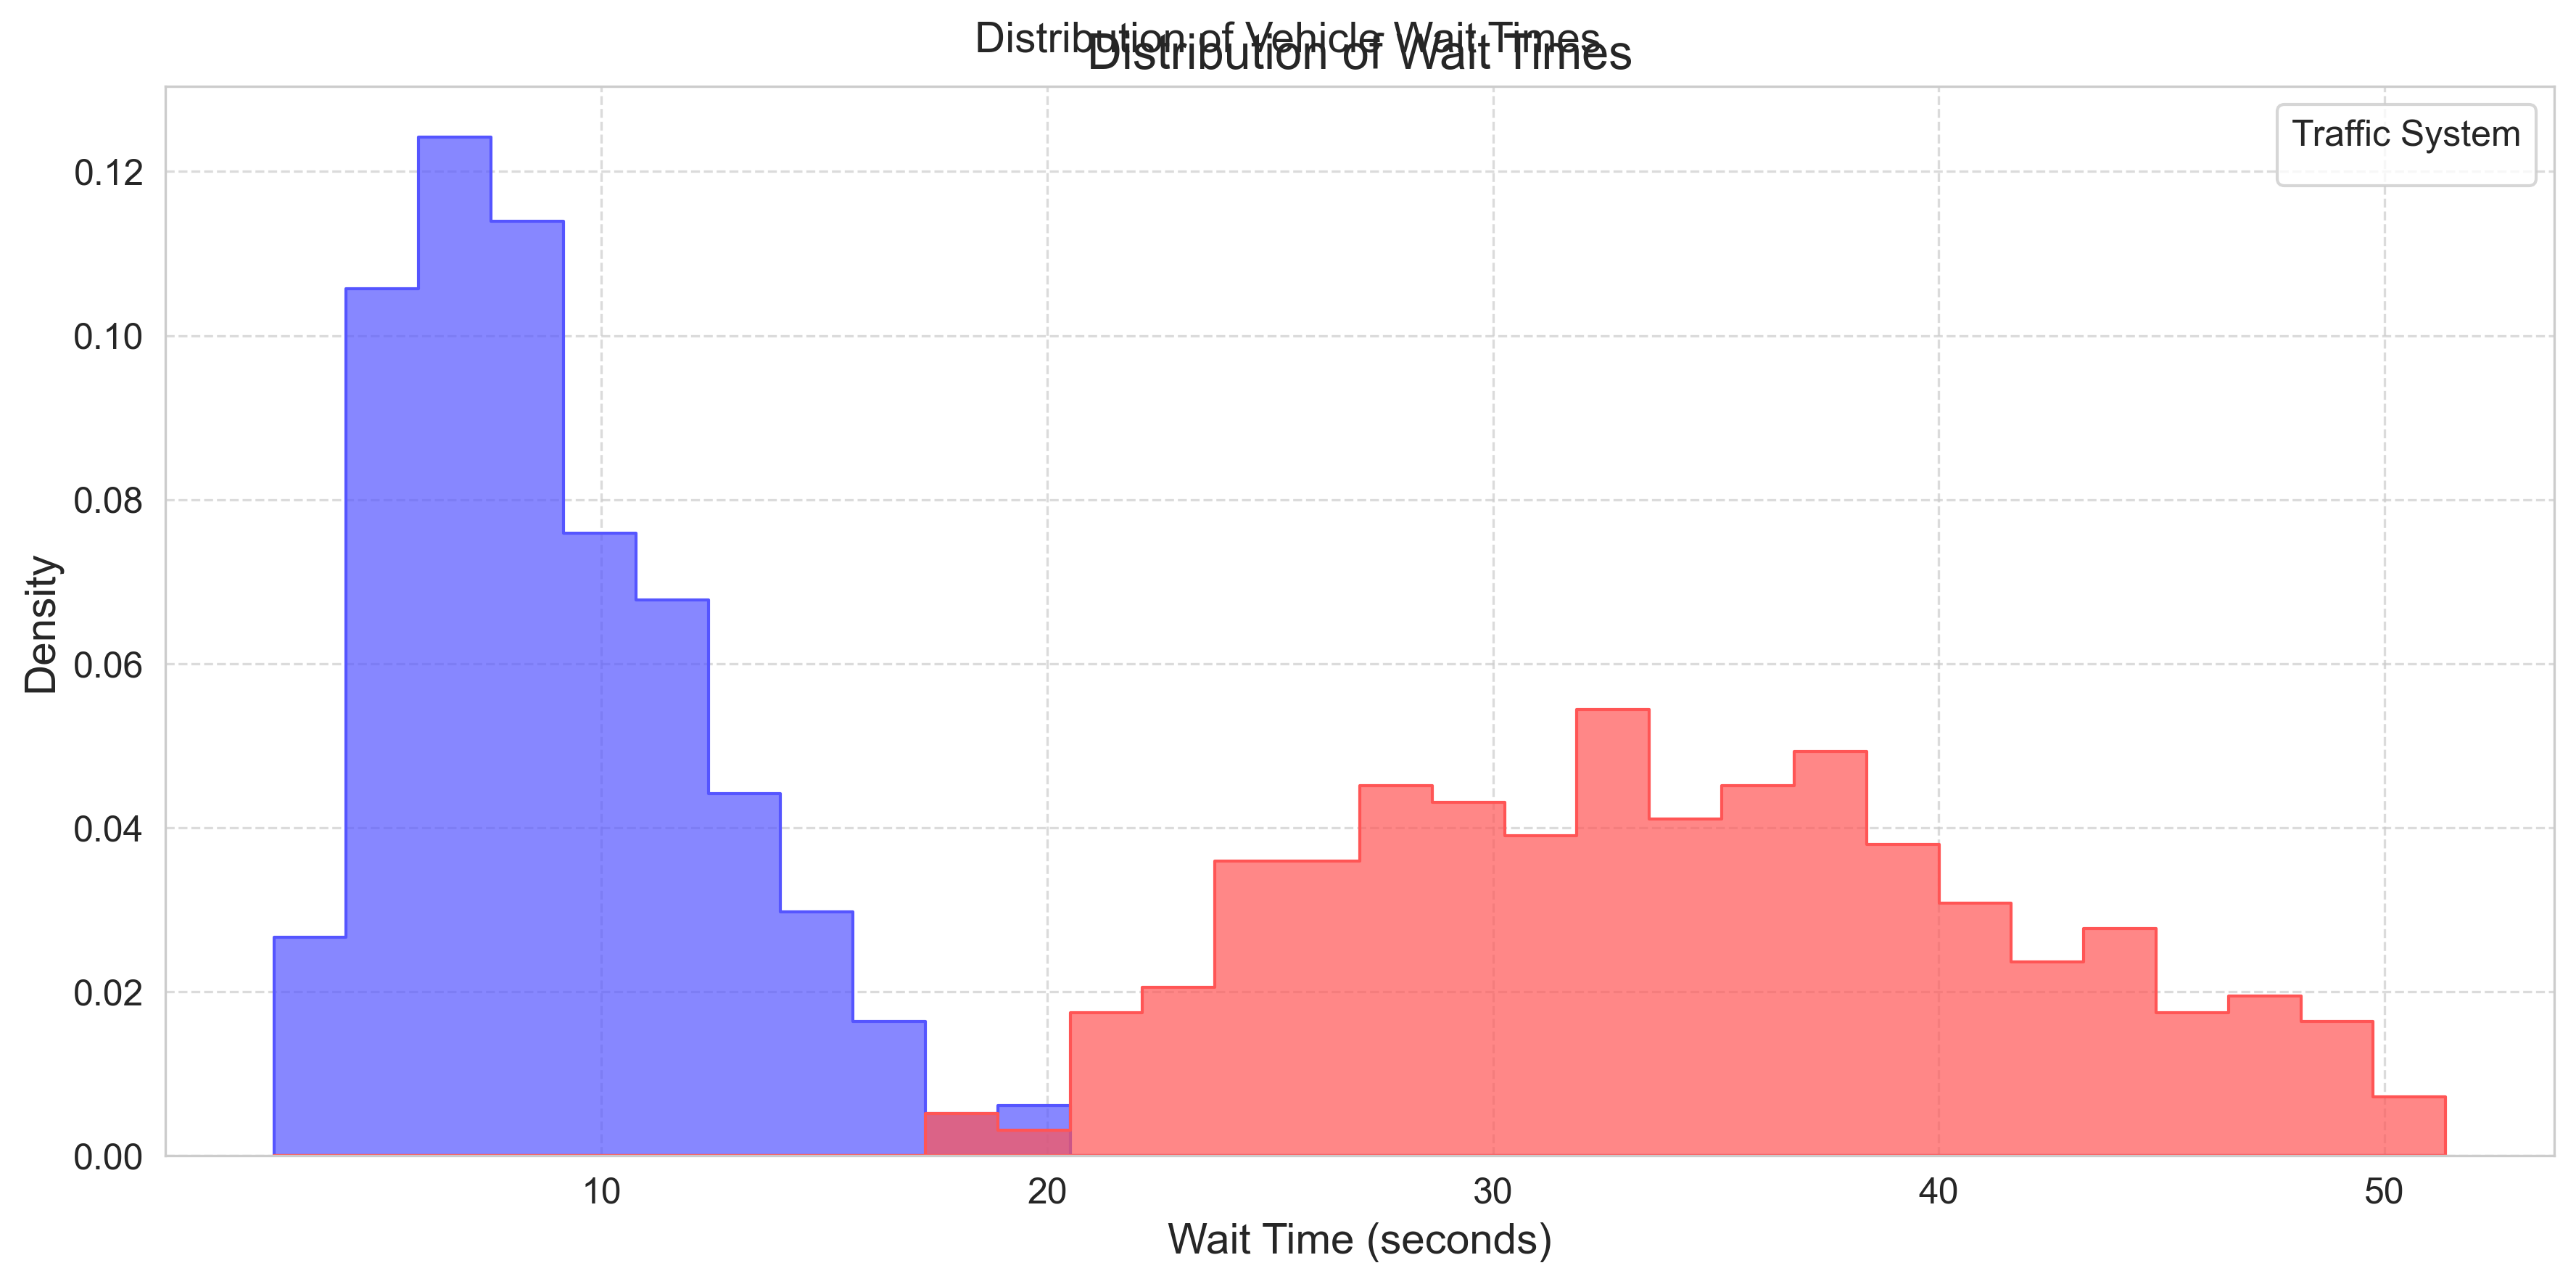 Distribution of Vehicle Wait Times
Distribution of Wait Times
Traffic System
0.12
0.10
0.08
0.06
0.04
0.02
0.00
Density
10 20 30 40 50
Wait Time (seconds)